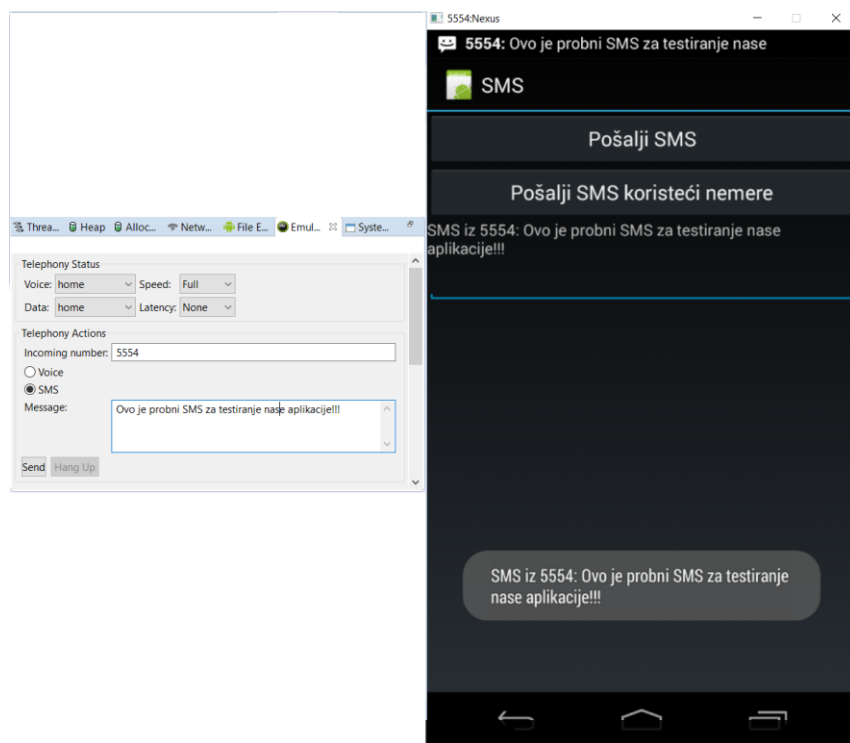 Threa... Heap Alloc... Netw... File E... Emul... Syste...
Telephony Status
Voice: home Speed: Full
Data: home Latency: None
Telephony Actions
Incoming number: 5554
Voice
SMS
Message: Ovo je probni SMS za testiranje nase aplikacije!!!
Send Hang Up
5554:Nexus
5554: Ovo je probni SMS za testiranje nase
SMS
Pošalji SMS
Pošalji SMS koristeći nemere
SMS iz 5554: Ovo je probni SMS za testiranje nase
aplikacije!!!
SMS iz 5554: Ovo je probni SMS za testiranje
nase aplikacije!!!